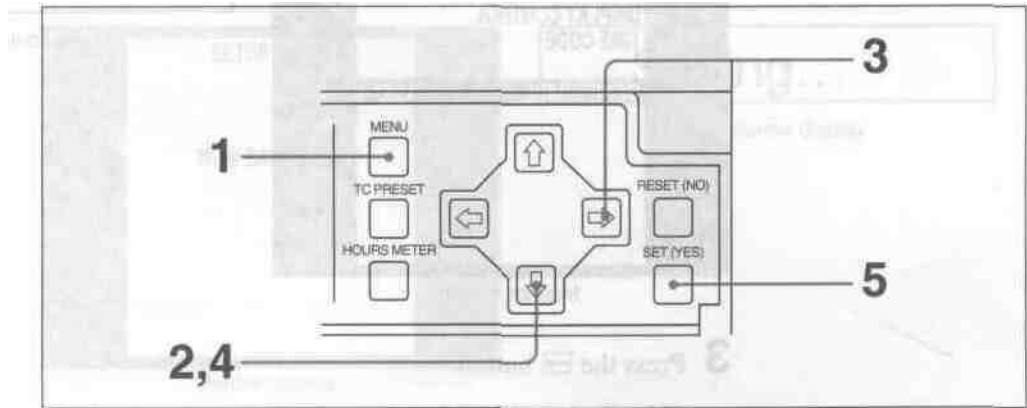 3
MENU
1
TC PRESET
RESET (NO)
HOURS METER
SET (YES)
5
2,4
3 Press the